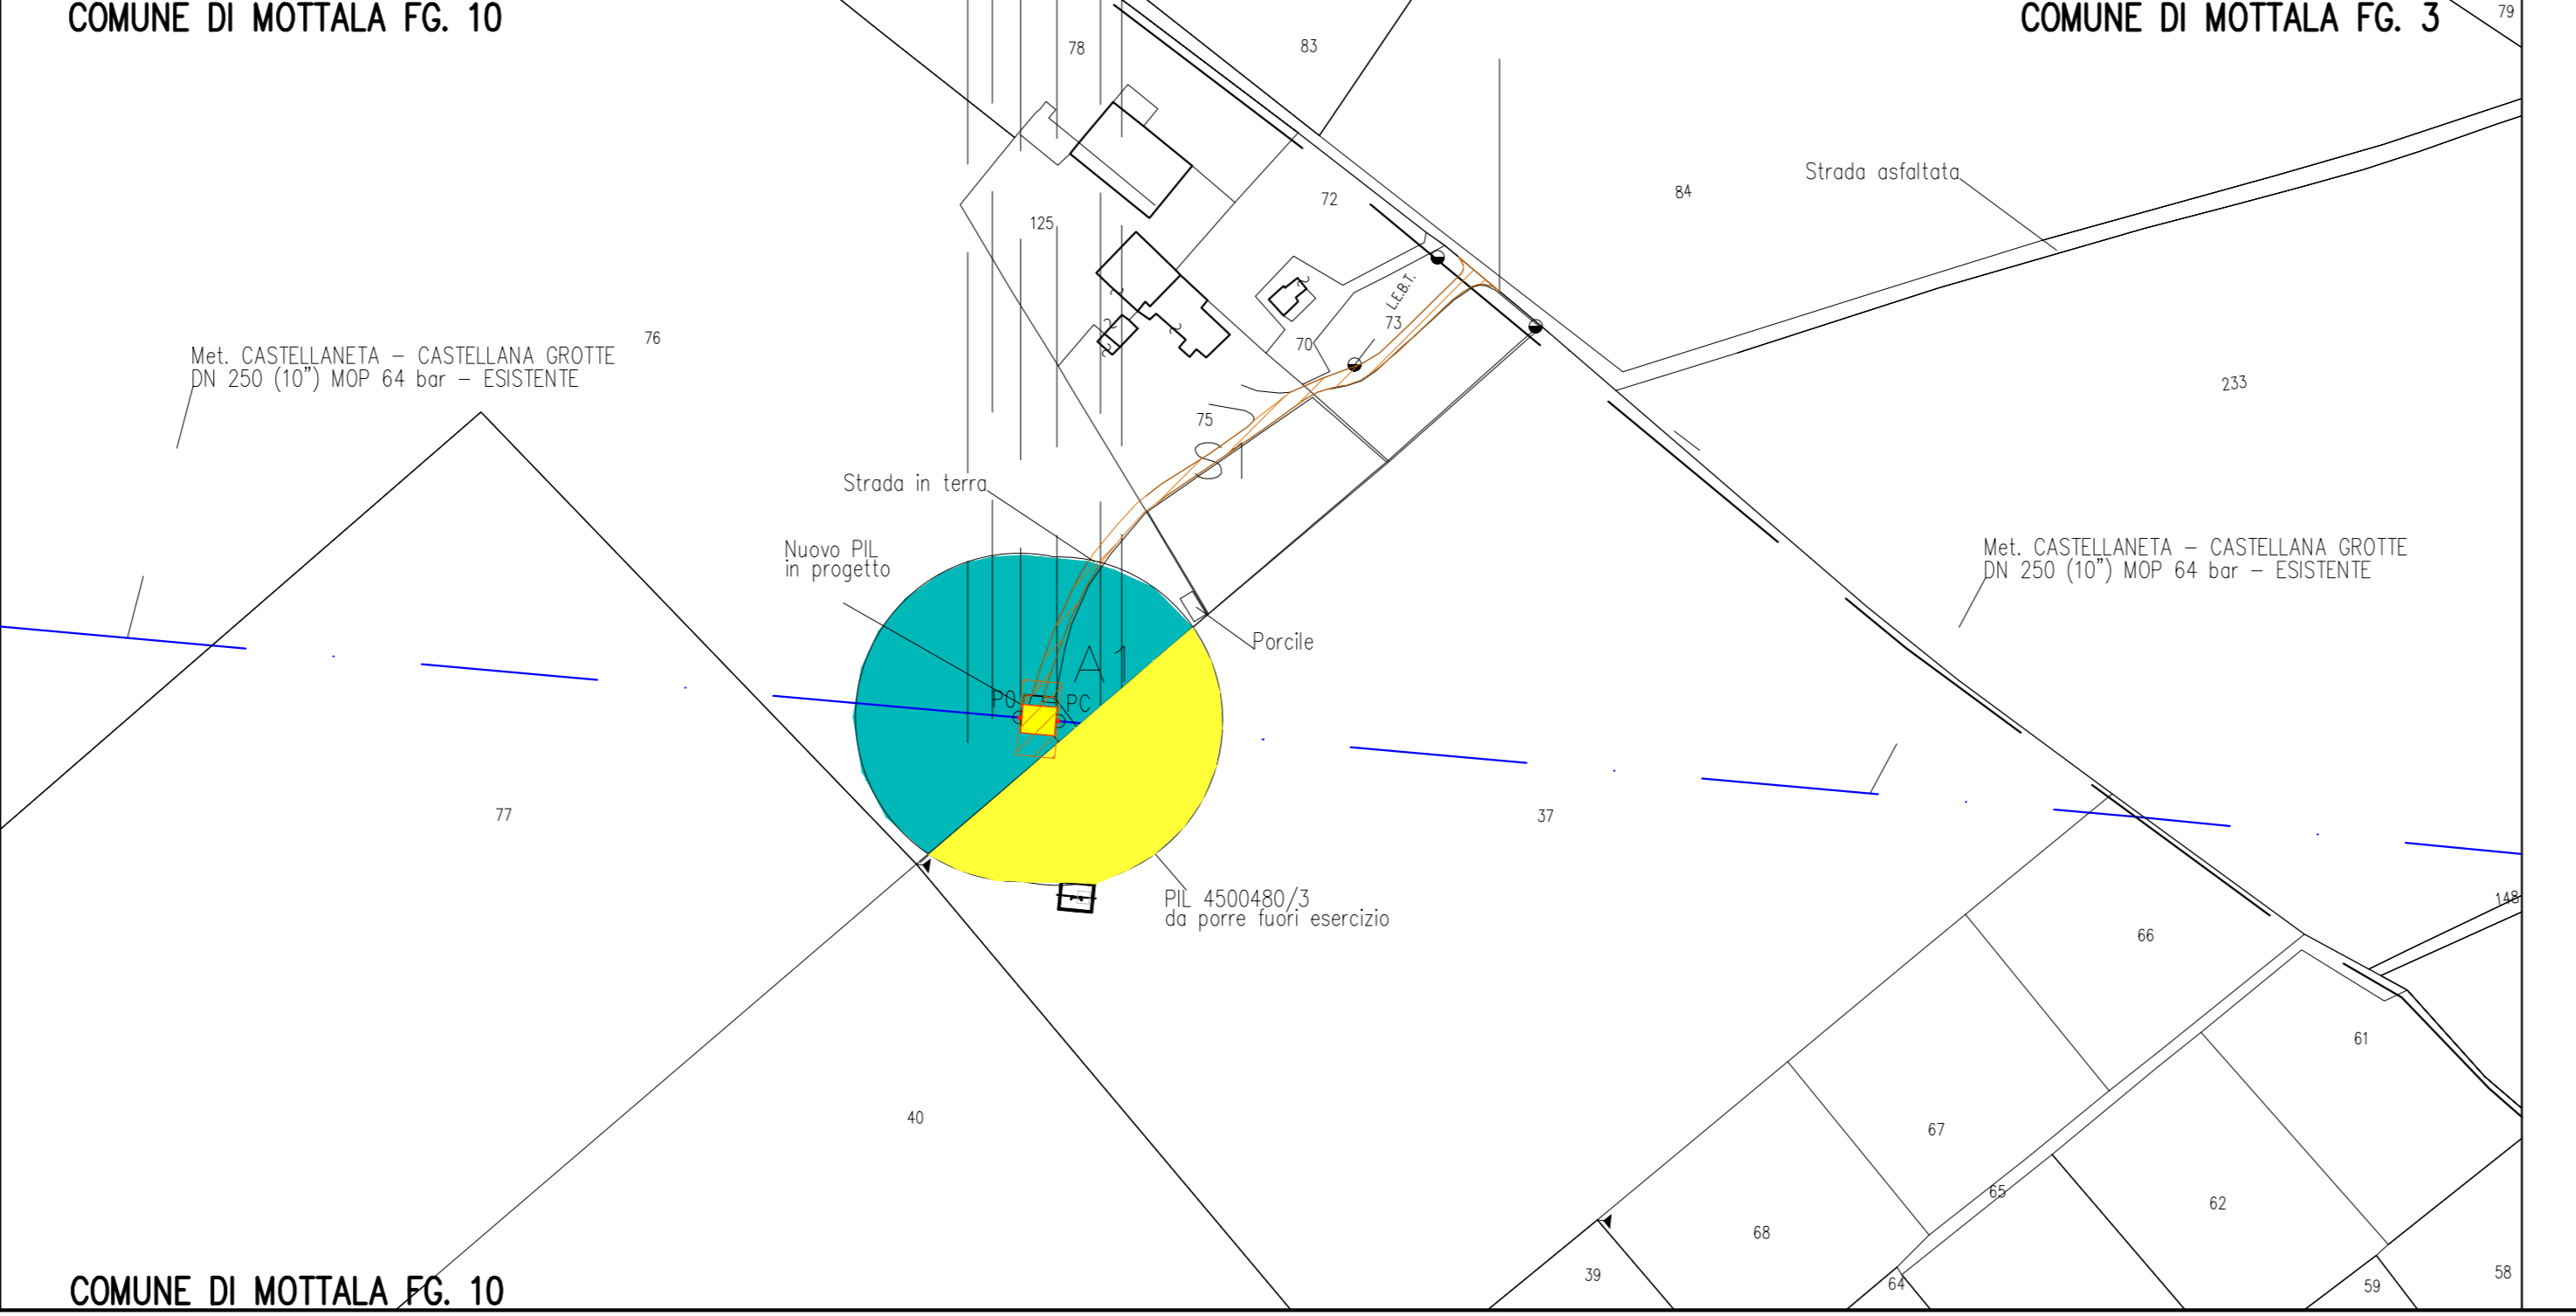 COMUNE DI MOTTALA FG. 10
COMUNE DI MOTTALA FG. 3
79
78
83
72
84
Strada asfaltata
125
L.E.B.T.
73
70
76
Met. CASTELLANETA – CASTELLANA GROTTE
DN 250 (10") MOP 64 bar – ESISTENTE
233
75
S1
Strada in terra
Nuovo PIL
in progetto
Met. CASTELLANETA – CASTELLANA GROTTE
DN 250 (10") MOP 64 bar – ESISTENTE
Porcile
A1
P0
PC
77
37
PIL 4500480/3
da porre fuori esercizio
148
66
61
40
67
65
62
68
39
64
59
58
COMUNE DI MOTTALA FG. 10